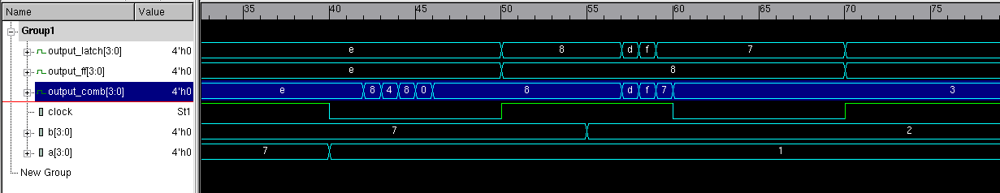 Name Value 35 40 45 50 55 60 65 70 75
Group1
output_latch[3:0] 4'h0 e 8 d f 7
output_ff[3:0] 4'h0 e 8
output_comb[3:0] 4'h0 e 8 4 8 0 8 d f 7 3
clock St1
b[3:0] 4'h0 7 2
a[3:0] 4'h0 7 1
New Group